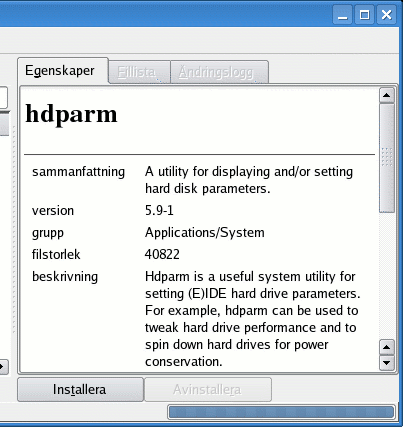 Egenskaper Fillista Ändringslogg
hdparm
sammanfattning A utility for displaying and/or setting
hard disk parameters.
version 5.9-1
grupp Applications/System
filstorlek 40822
beskrivning Hdparm is a useful system utility for
setting (E)IDE hard drive parameters.
For example, hdparm can be used to
tweak hard drive performance and to
spin down hard drives for power
conservation.
Installera Avinstallera